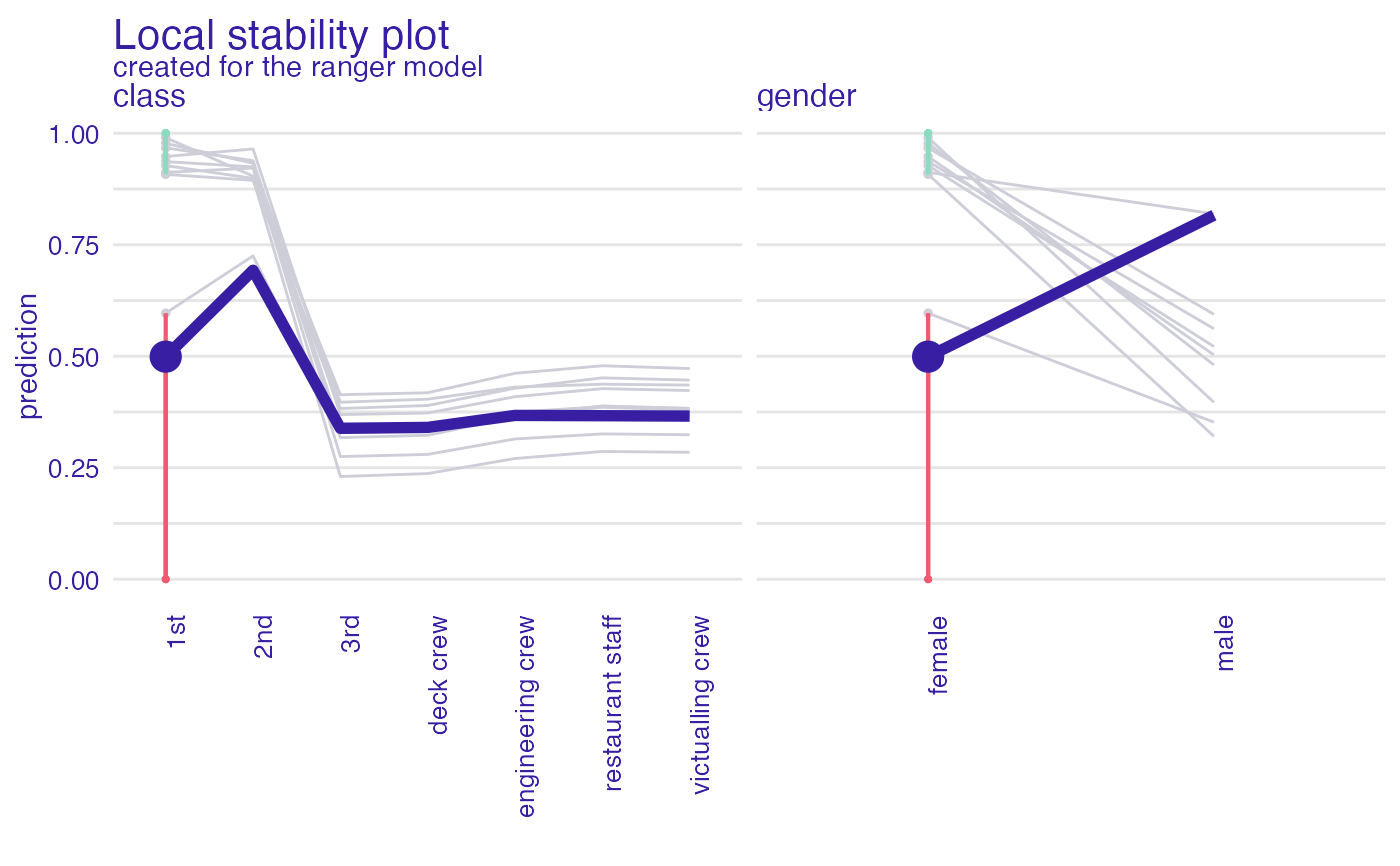 Local stability plot
created for the ranger model
class
gender
prediction
1.00
0.75
0.50
0.25
0.00
1st
2nd
3rd
deck crew
engineering crew
restaurant staff
victualling crew
female
male